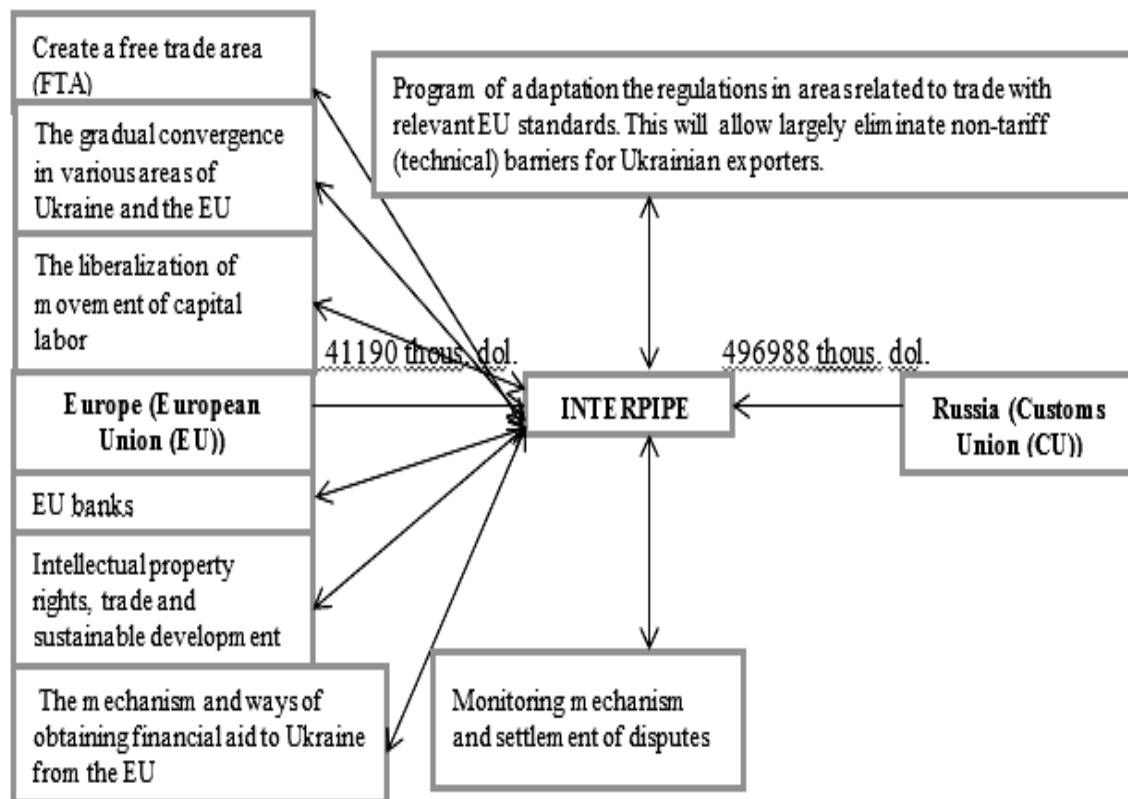 Create a free trade area
(FTA)
The gradual convergence
in various areas of
Ukraine and the EU
The liberalization of
movement of capital
labor
Europe (European
Union (EU))
EU banks
Intellectual property
rights, trade and
sustainable development
The mechanism and ways of
obtaining financial aid to Ukraine
from the EU
Program of adaptation the regulations in areas related to trade with
relevant EU standards. This will allow largely eliminate non-tariff
(technical) barriers for Ukrainian exporters.
41190 thous. dol.
496988 thous. dol.
INTERPIPE
Russia (Customs
Union (CU))
Monitoring mechanism
and settlement of disputes